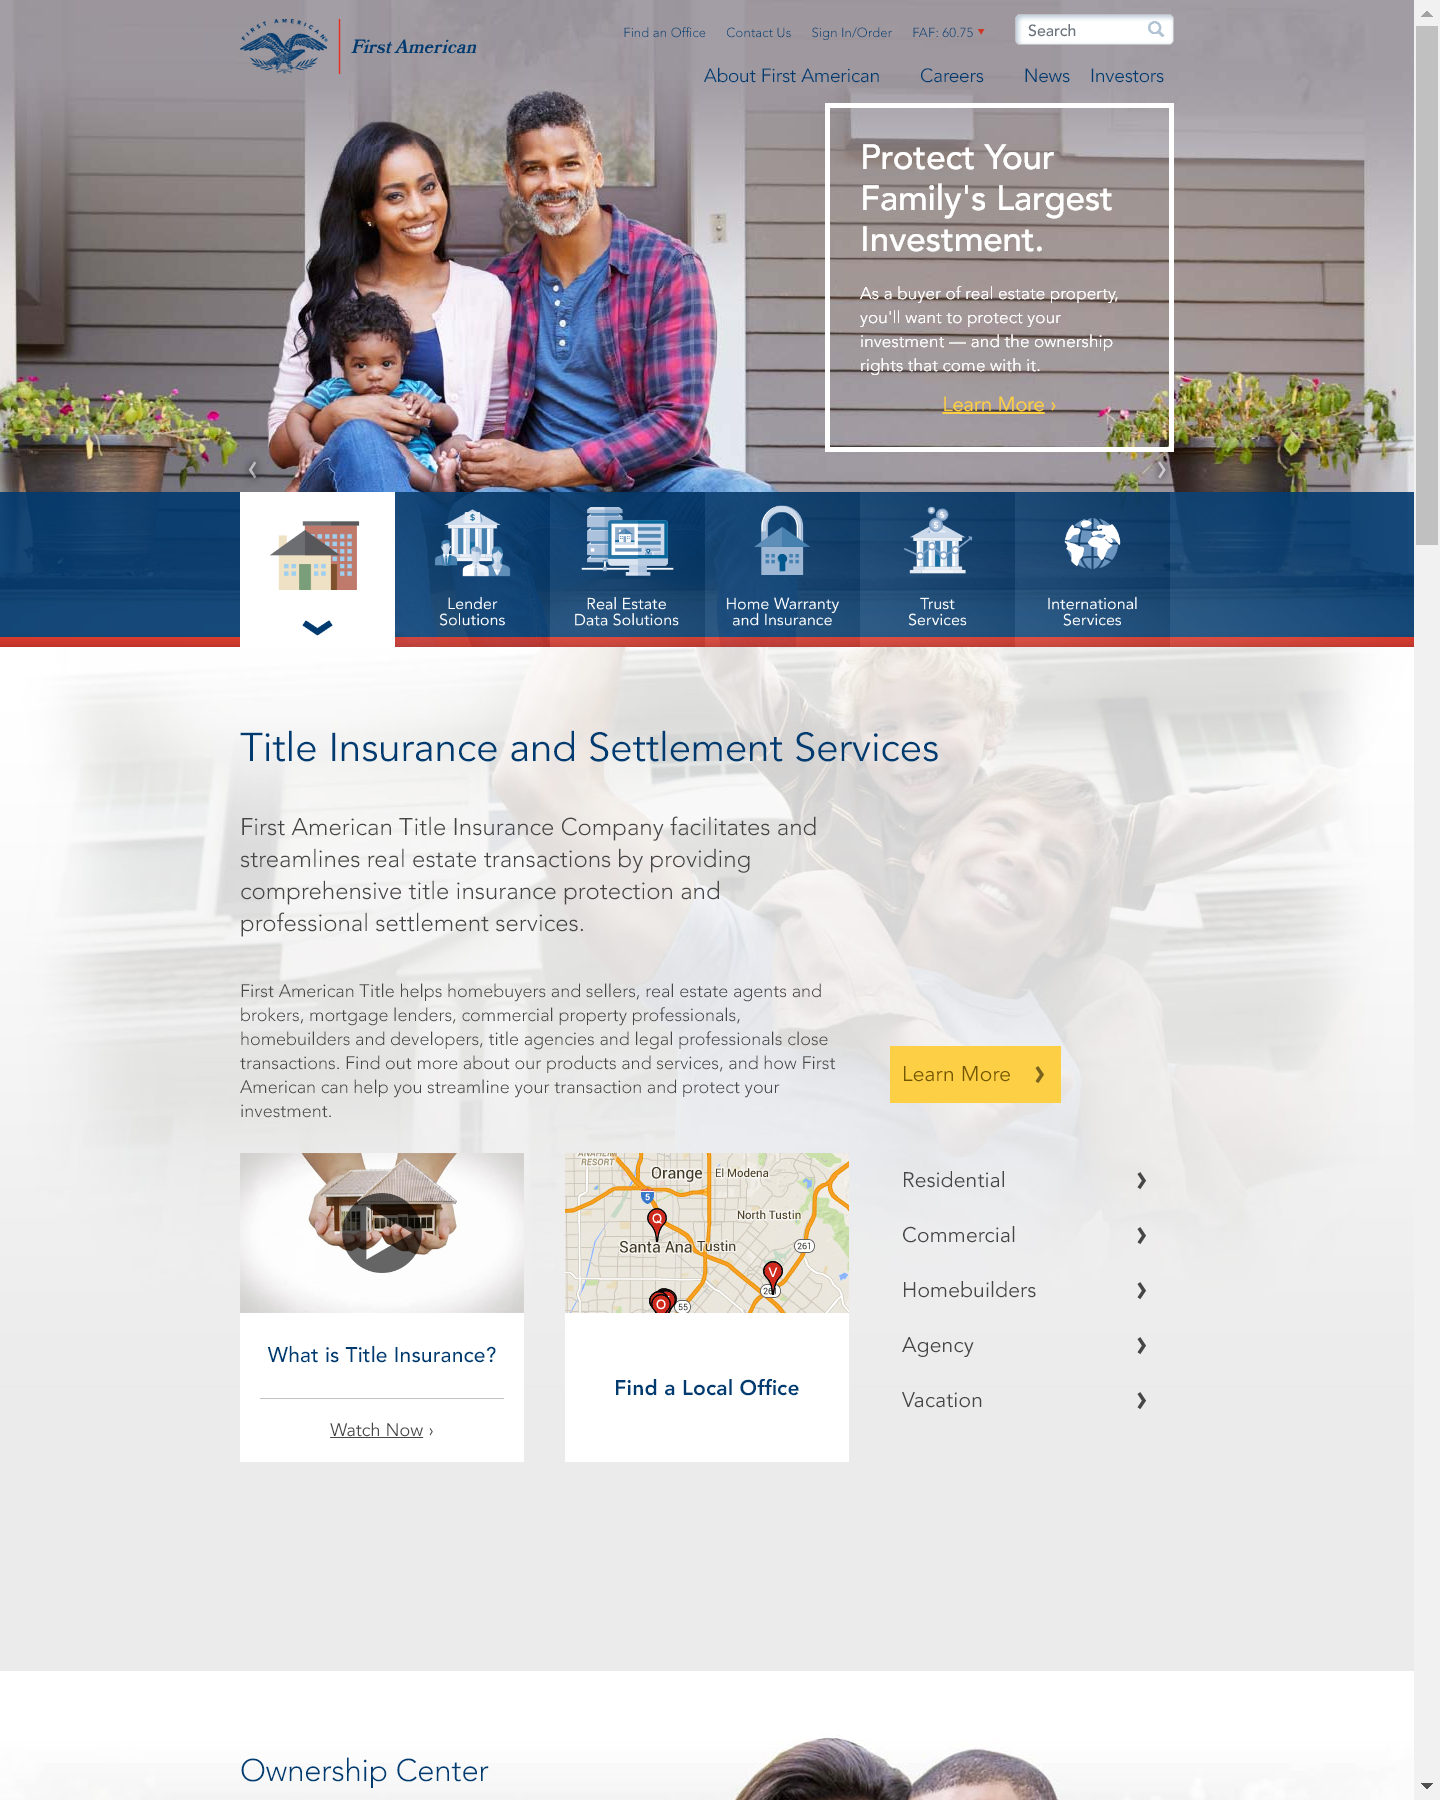 FIRST AMERICAN
First American
Find an Office
Contact Us
Sign In/Order
FAF: 60.75
Search
About First American
Careers
News
Investors
Protect Your
Family's Largest
Investment.
As a buyer of real estate property,
you'll want to protect your
investment — and the ownership
rights that come with it.
Learn More ›
Lender
Solutions
Real Estate
Data Solutions
Home Warranty
and Insurance
Trust
Services
International
Services
Title Insurance and Settlement Services
First American Title Insurance Company facilitates and
streamlines real estate transactions by providing
comprehensive title insurance protection and
professional settlement services.
First American Title helps homebuyers and sellers, real estate agents and
brokers, mortgage lenders, commercial property professionals,
homebuilders and developers, title agencies and legal professionals close
transactions. Find out more about our products and services, and how First
American can help you streamline your transaction and protect your
investment.
Learn More
ANAHEIM
RESORT
Orange
El Modena
5
North Tustin
Q
Santa Ana
Tustin
261
V
261
O
55
What is Title Insurance?
Watch Now ›
Find a Local Office
Residential
Commercial
Homebuilders
Agency
Vacation
Ownership Center